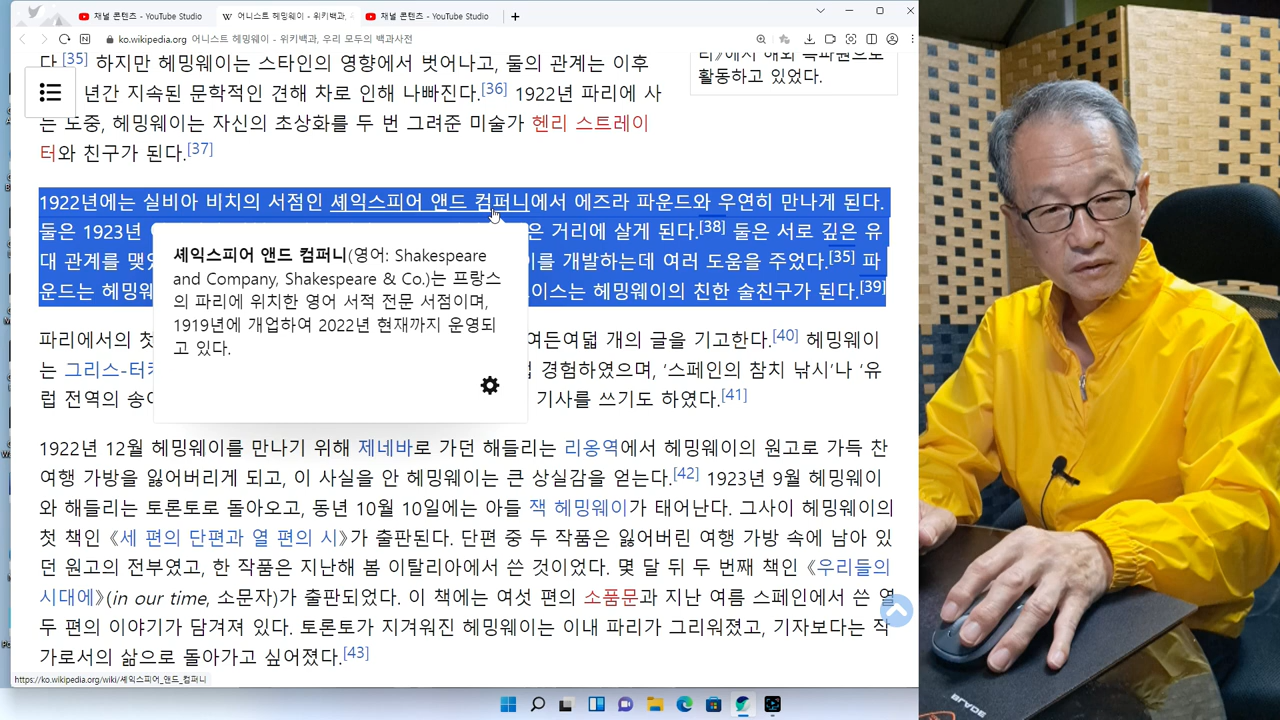 재널 콘텐츠 - YouTube Studio
어니스트 헤밍웨이 - 위키백과,
재널 콘텐츠 - YouTube Studio
ko.wikipedia.org 어니스트 헤밍웨이 - 위키백과, 우리 모두의 백과사전
다.[35] 하지만 헤밍웨이는 스타인의 영향에서 벗어나고, 둘의 관계는 이후
년간 지속된 문학적인 견해 차로 인해 나빠진다.[36] 1922년 파리에 사
는 도중, 헤밍웨이는 자신의 초상화를 두 번 그려준 미술가 헨리 스트레이
터와 친구가 된다.[37]
활동하고 있었다.
1922년에는 실비아 비치의 서점인 셰익스피어 앤드 컴퍼니에서 에즈라 파운드와 우연히 만나게 된다.
둘은 1923년 은 거리에 살게 된다.[38] 둘은 서로 깊은 유
대 관계를 맺었 를 개발하는데 여러 도움을 주었다.[35] 파
운드는 헤밍웨 이스는 헤밍웨이의 친한 술친구가 된다.[39]
셰익스피어 앤드 컴퍼니(영어: Shakespeare
and Company, Shakespeare & Co.)는 프랑스
의 파리에 위치한 영어 서적 전문 서점이며,
1919년에 개업하여 2022년 현재까지 운영되
고 있다.
파리에서의 첫 여든여덟 개의 글을 기고한다.[40] 헤밍웨이
는 그리스-터키 경험하였으며, ‘스페인의 참치 낚시’나 ‘유
럽 전역의 송어 기사를 쓰기도 하였다.[41]
1922년 12월 헤밍웨이를 만나기 위해 제네바로 가던 해들리는 리옹역에서 헤밍웨이의 원고로 가득 찬
여행 가방을 잃어버리게 되고, 이 사실을 안 헤밍웨이는 큰 상실감을 얻는다.[42] 1923년 9월 헤밍웨이
와 해들리는 토론토로 돌아오고, 동년 10월 10일에는 아들 잭 헤밍웨이가 태어난다. 그사이 헤밍웨이의
첫 책인 《세 편의 단편과 열 편의 시》가 출판된다. 단편 중 두 작품은 잃어버린 여행 가방 속에 남아 있
던 원고의 전부였고, 한 작품은 지난해 봄 이탈리아에서 쓴 것이었다. 몇 달 뒤 두 번째 책인 《우리들의
시대에》(in our time, 소문자)가 출판되었다. 이 책에는 여섯 편의 소품문과 지난 여름 스페인에서 쓴 열
두 편의 이야기가 담겨져 있다. 토론토가 지겨워진 헤밍웨이는 이내 파리가 그리워졌고, 기자보다는 작
가로서의 삶으로 돌아가고 싶어졌다.[43]
https://ko.wikipedia.org/wiki/셰익스피어_앤드_컴퍼니
BLADE